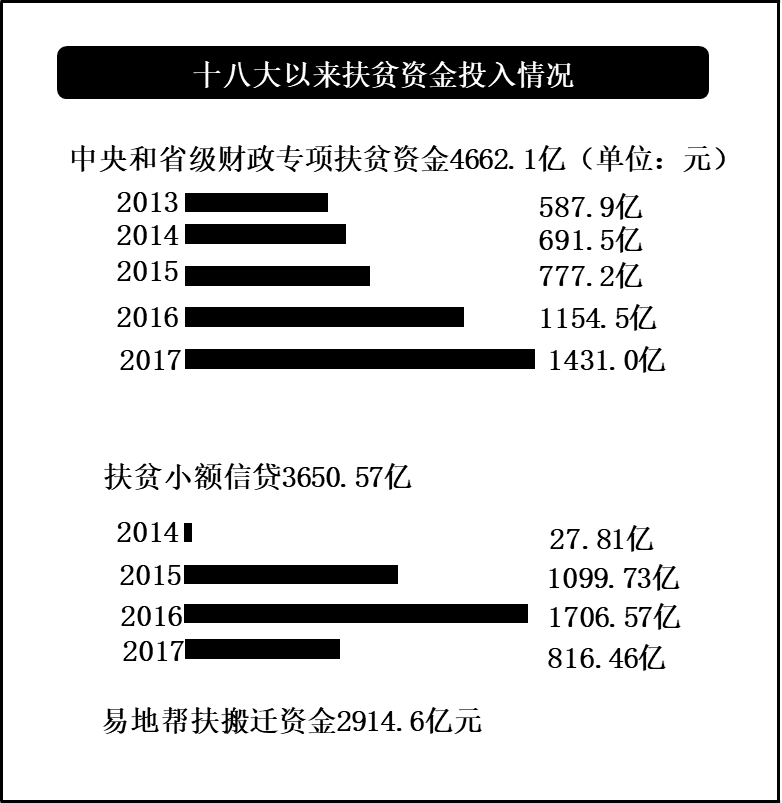 十八大以来扶贫资金投入情况
中央和省级财政专项扶贫资金4662.1亿（单位：元）
2013 587.9亿
2014 691.5亿
2015 777.2亿
2016 1154.5亿
2017 1431.0亿
扶贫小额信贷3650.57亿
2014 27.81亿
2015 1099.73亿
2016 1706.57亿
2017 816.46亿
易地帮扶搬迁资金2914.6亿元